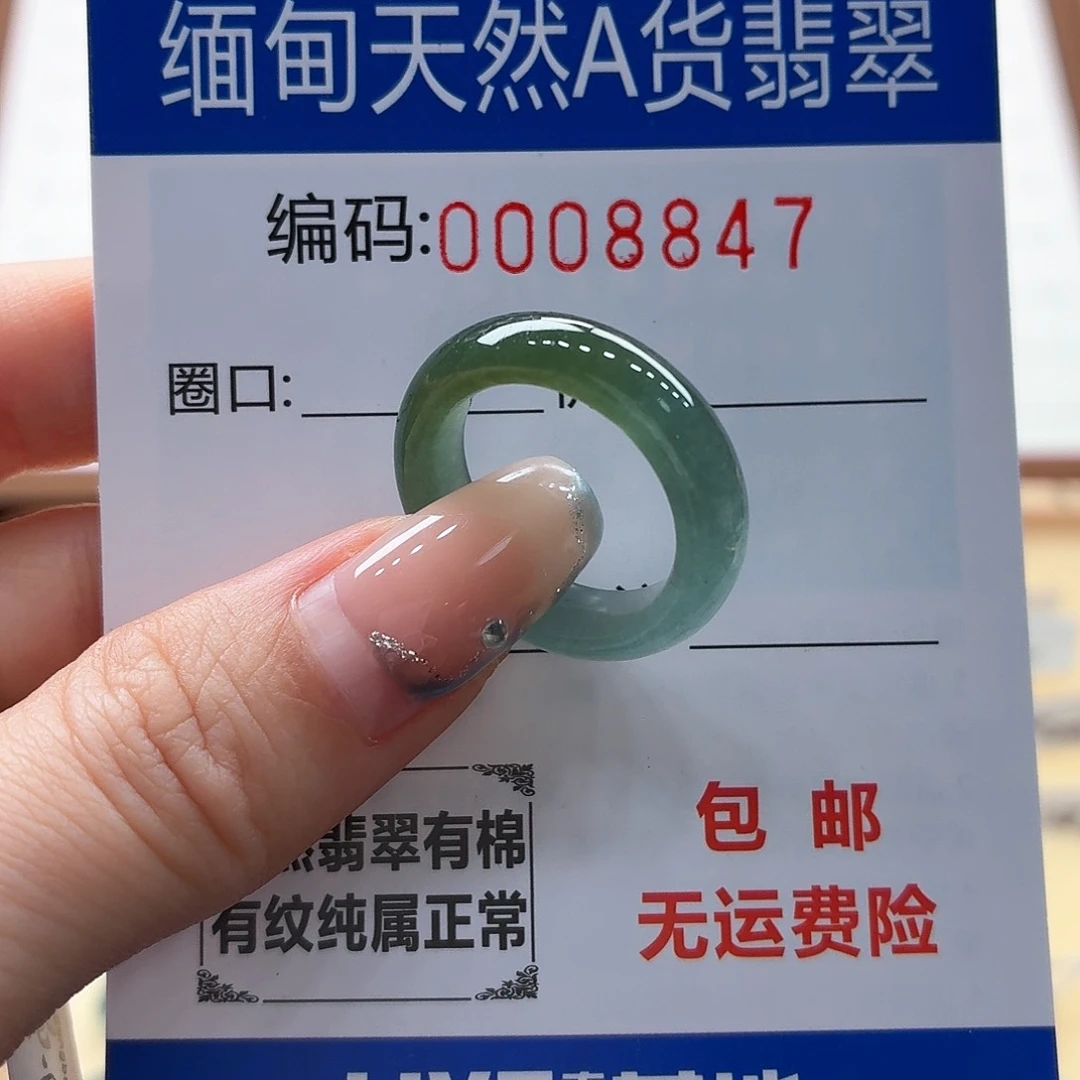 缅甸天然A货翡翠
编码:0008847
圈口:
翡翠有棉
有纹纯属正常
包邮
无运费险